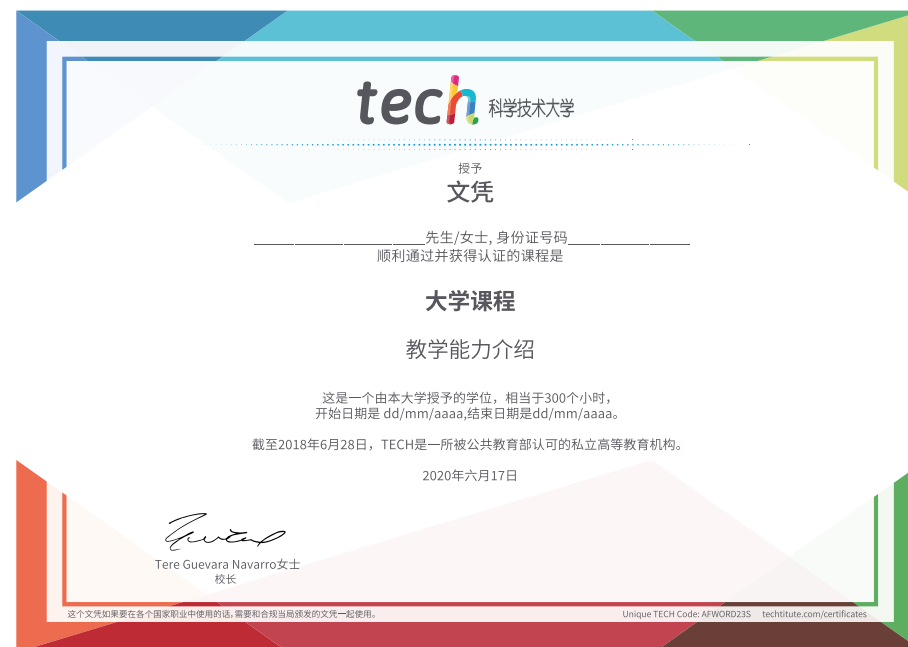 tech 科学技术大学
授予
文凭
先生/女士, 身份证号码
顺利通过并获得认证的课程是
大学课程
教学能力介绍
这是一个由本大学授予的学位，相当于300个小时，
开始日期是 dd/mm/aaaa,结束日期是dd/mm/aaaa。
截至2018年6月28日，TECH是一所被公共教育部认可的私立高等教育机构。
2020年六月17日
Tere Guevara Navarro女士
校长
这个文凭如果要在各个国家职业中使用的话,需要和合规当局颁发的文凭一起使用。
Unique TECH Code: AFWORD23S techtitute.com/certificates